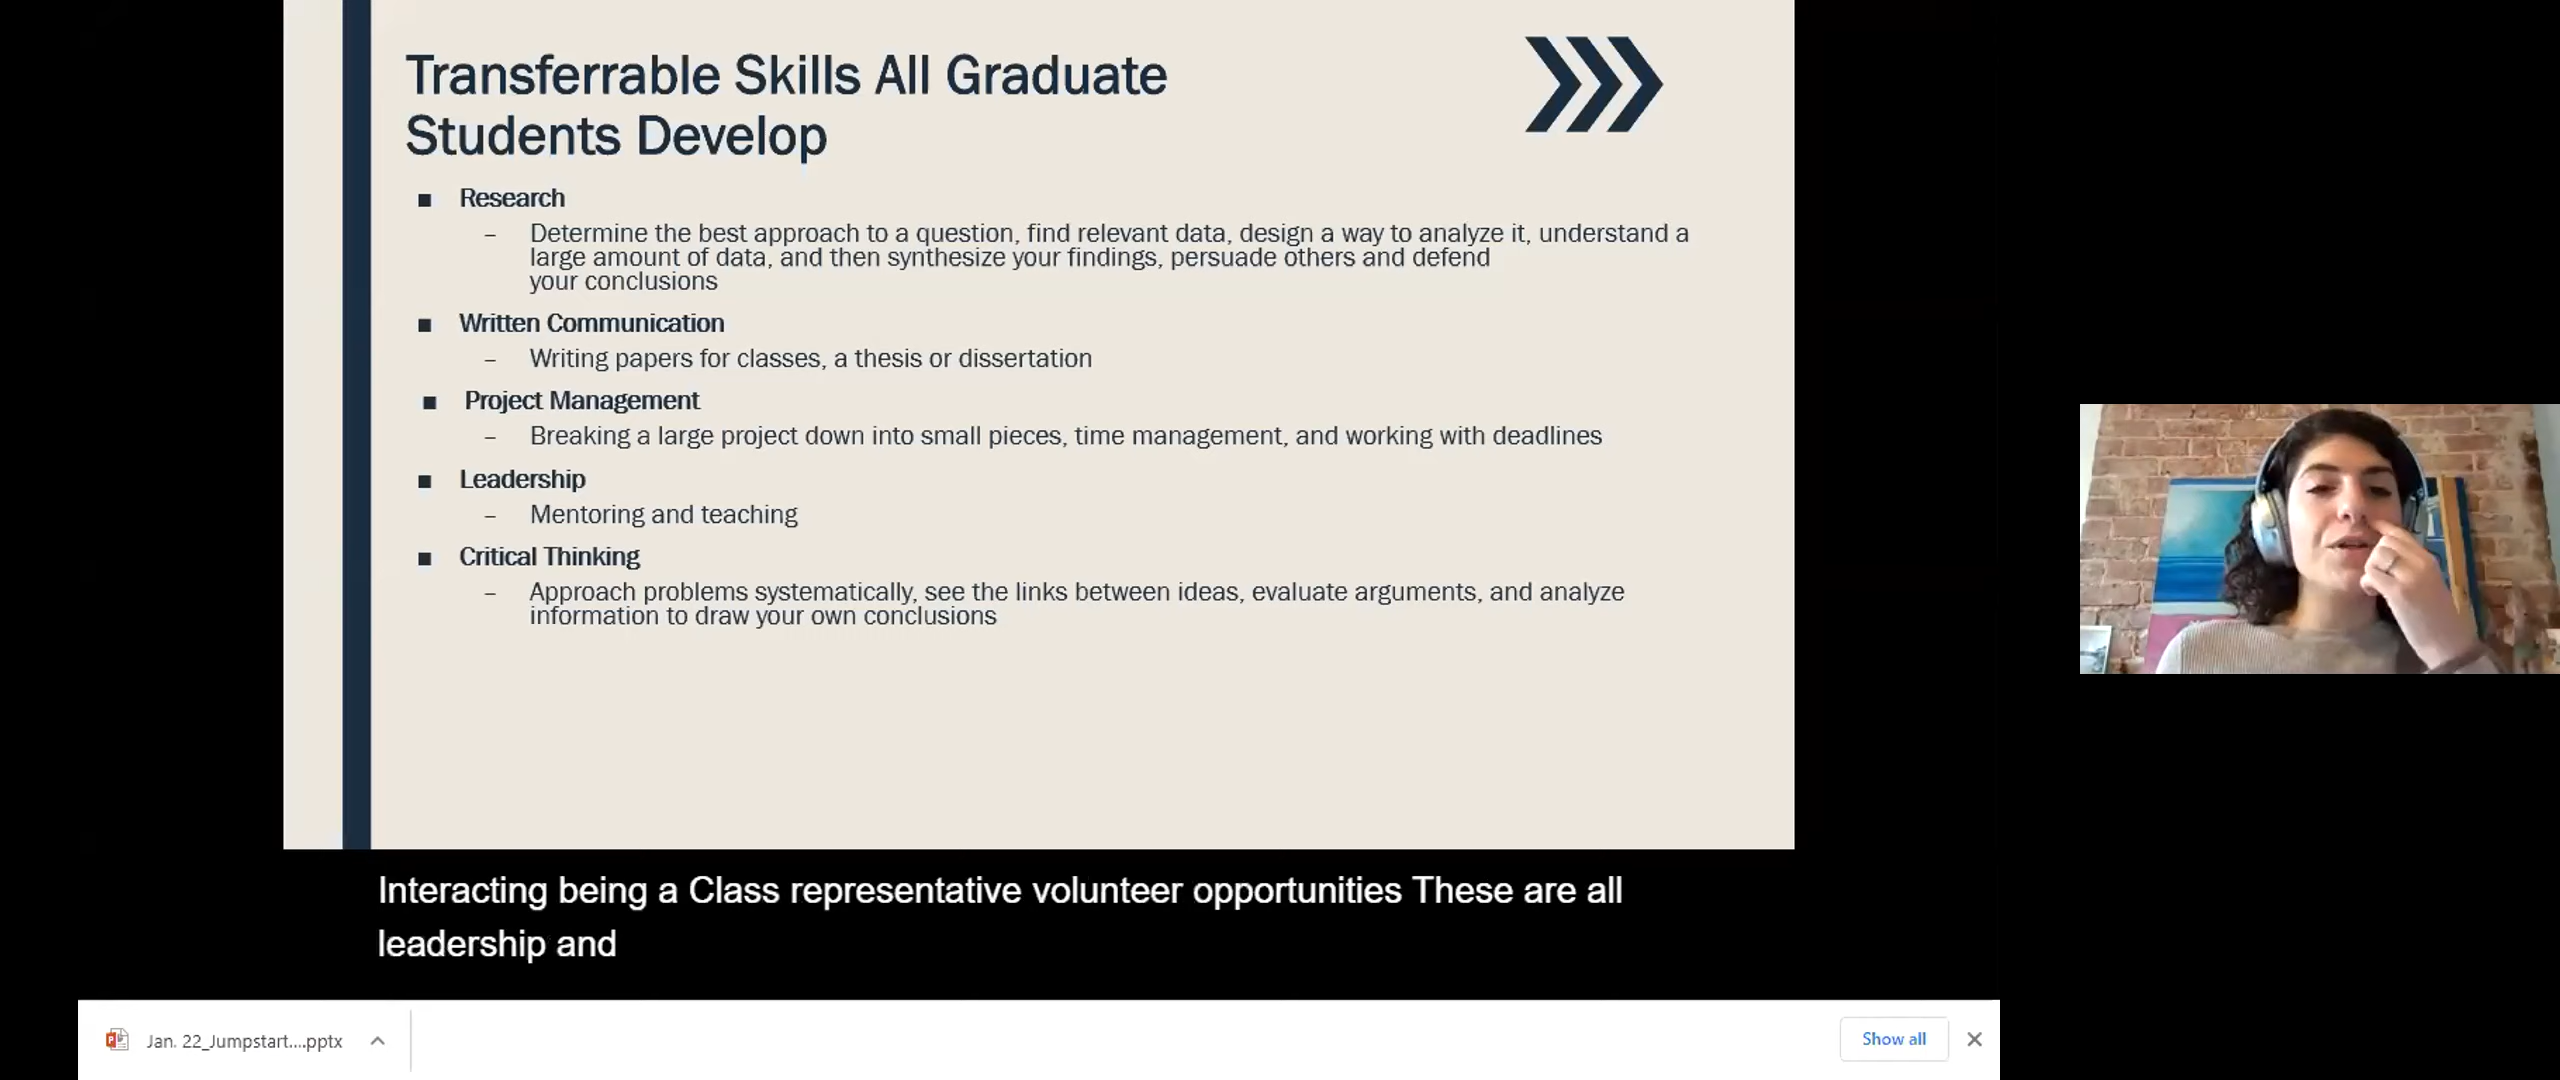 Transferrable Skills All Graduate
Students Develop
■ Research
– Determine the best approach to a question, find relevant data, design a way to analyze it, understand a
large amount of data, and then synthesize your findings, persuade others and defend
your conclusions
■ Written Communication
– Writing papers for classes, a thesis or dissertation
■ Project Management
– Breaking a large project down into small pieces, time management, and working with deadlines
■ Leadership
– Mentoring and teaching
■ Critical Thinking
– Approach problems systematically, see the links between ideas, evaluate arguments, and analyze
information to draw your own conclusions
Interacting being a Class representative volunteer opportunities These are all
leadership and
Jan. 22_Jumpstart....pptx
Show all